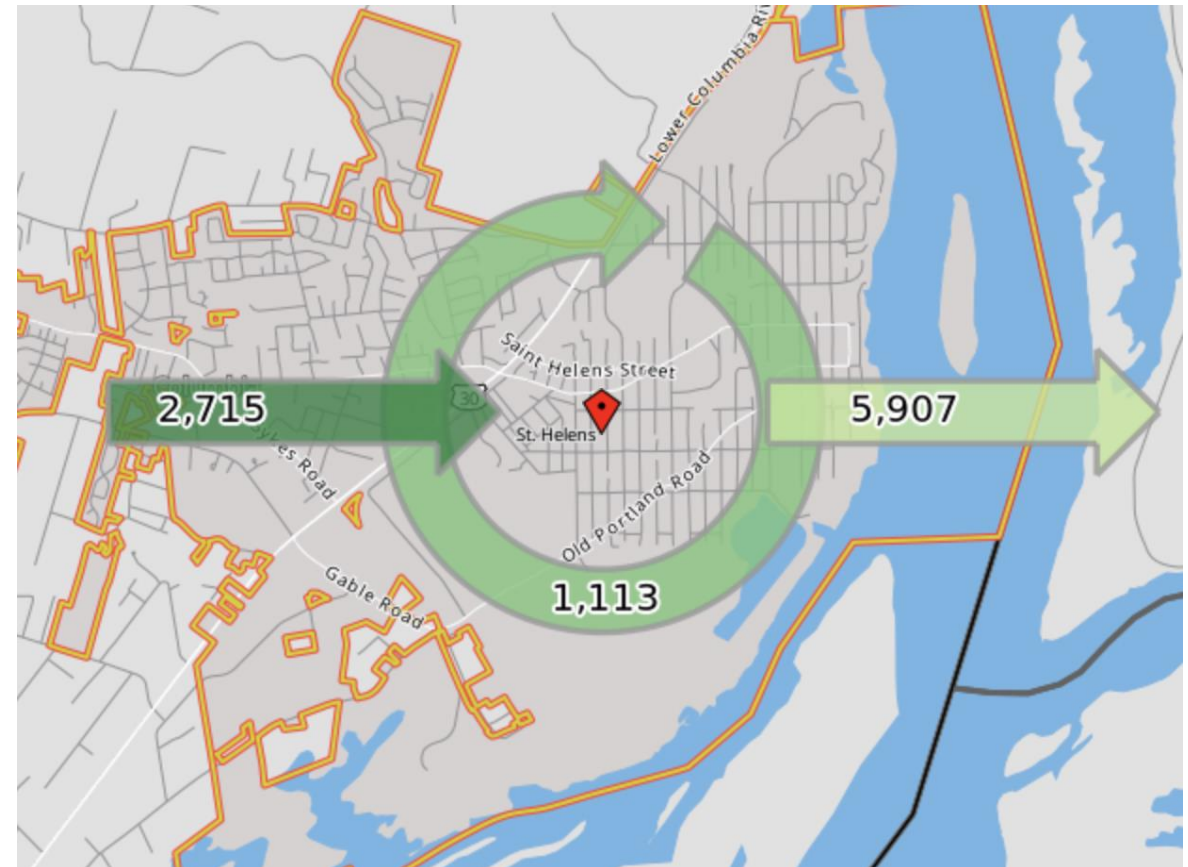 Lower Columbia Ri
Saint Helens Street
30
2,715
5,907
St. Helens
Sykes Road
Old Portland Road
Gable Road
1,113